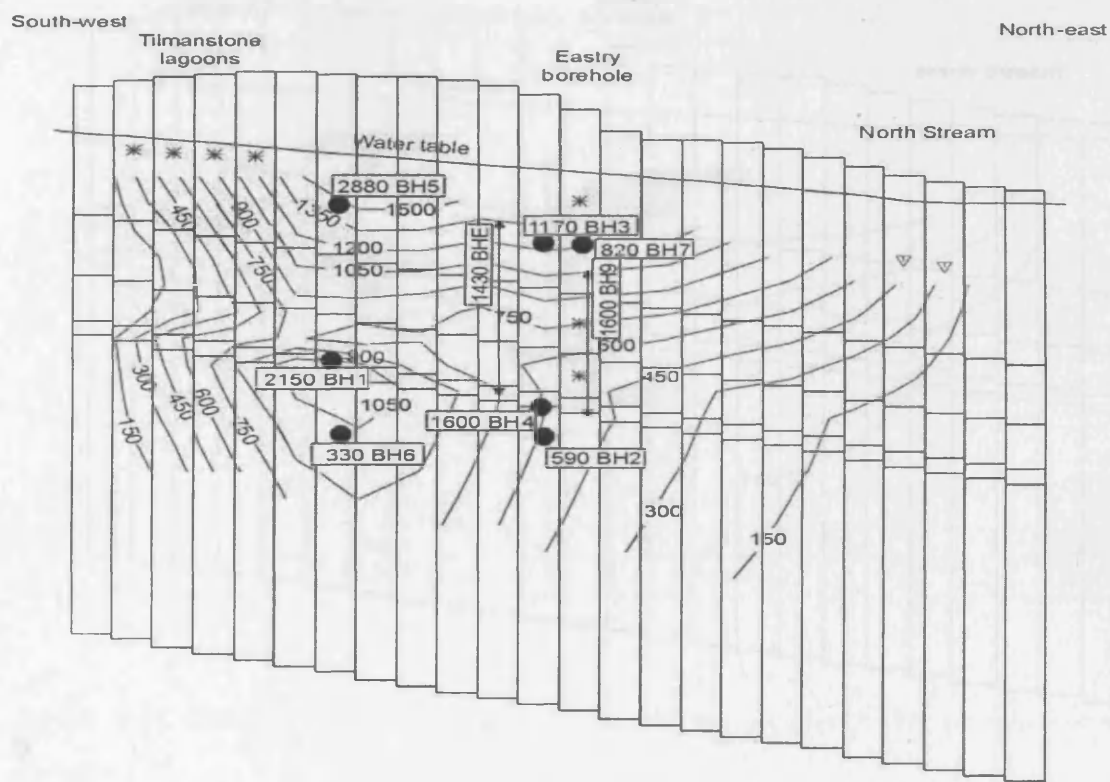 South-west
North-east
Tilmanstone
lagoons
Eastry
borehole
North Stream
Water table
2880 BH5
1500
1350
900
450
750
1200
1050
1430 BHE
1170 BH3
820 BH7
1600 BH9
750
600
450
900
2150 BH1
1050
1600 BH4
330 BH6
590 BH2
300
450
600
750
150
300
150